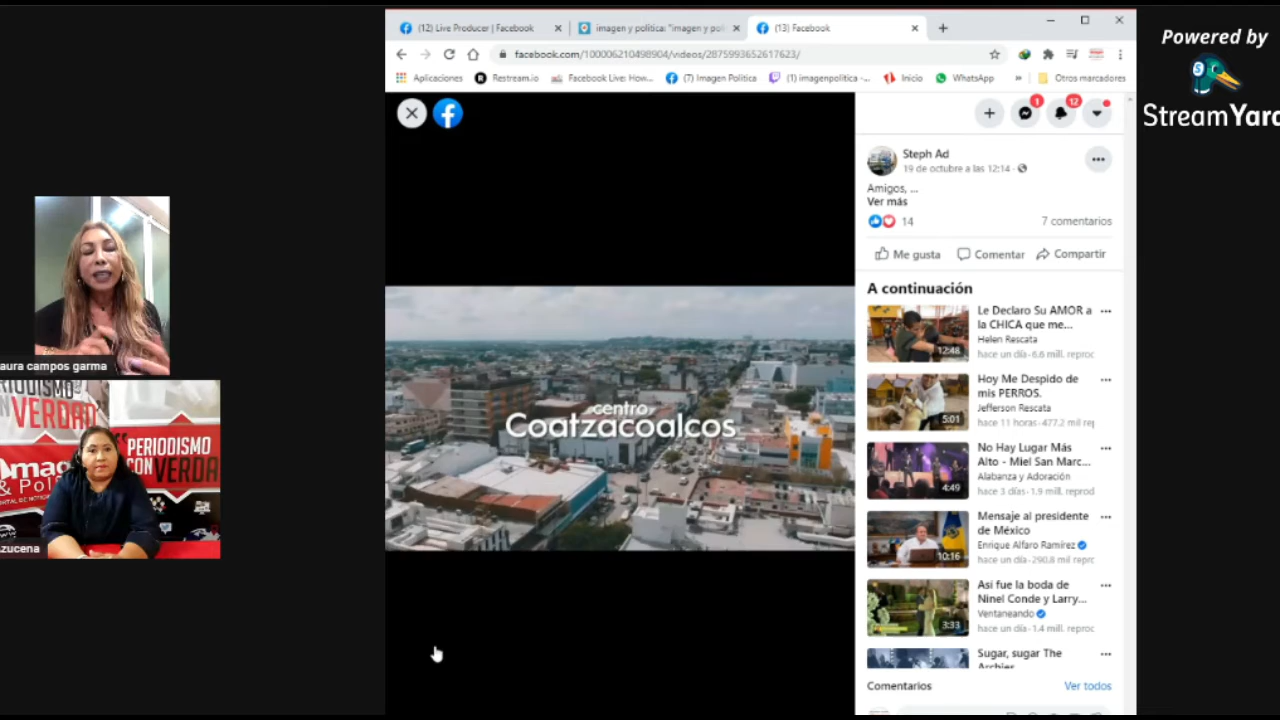 Powered by
StreamYard
(12) Live Producer | Facebook
imagen y política: "imagen y pol
(13) Facebook
facebook.com/100006210498904/videos/2875993652617623/
Aplicaciones
Restream.io
Facebook Live: How...
(7) Imagen Politica
(1) imagenpolitica -...
Inicio
WhatsApp
»
Otros marcadores
1
12
Steph Ad
19 de octubre a las 12:14 ·
Amigos, ...
Ver más
14
7 comentarios
Me gusta
Comentar
Compartir
A continuación
Le Declaro Su AMOR a
la CHICA que me...
Helen Rescata
hace un día · 6,6 mill. reproc
12:48
Hoy Me Despido de
mis PERROS.
Jefferson Rescata
hace 11 horas · 477,2 mil rep
5:01
No Hay Lugar Más
Alto - Miel San Marc...
Alabanza y Adoración
hace 3 días · 1,9 mill. reprod
4:49
Mensaje al presidente
de México
Enrique Alfaro Ramírez
hace un día · 290,8 mil repro
10:16
Así fue la boda de
Ninel Conde y Larry...
Ventaneando
hace un día · 1,4 mill. reproc
3:33
Sugar, sugar The
Archies
Comentarios
Ver todos
centro
Coatzacoalcos
aura campos garma
VERDAD
PERIODISMO
CON VERDA
& Pol
zucena